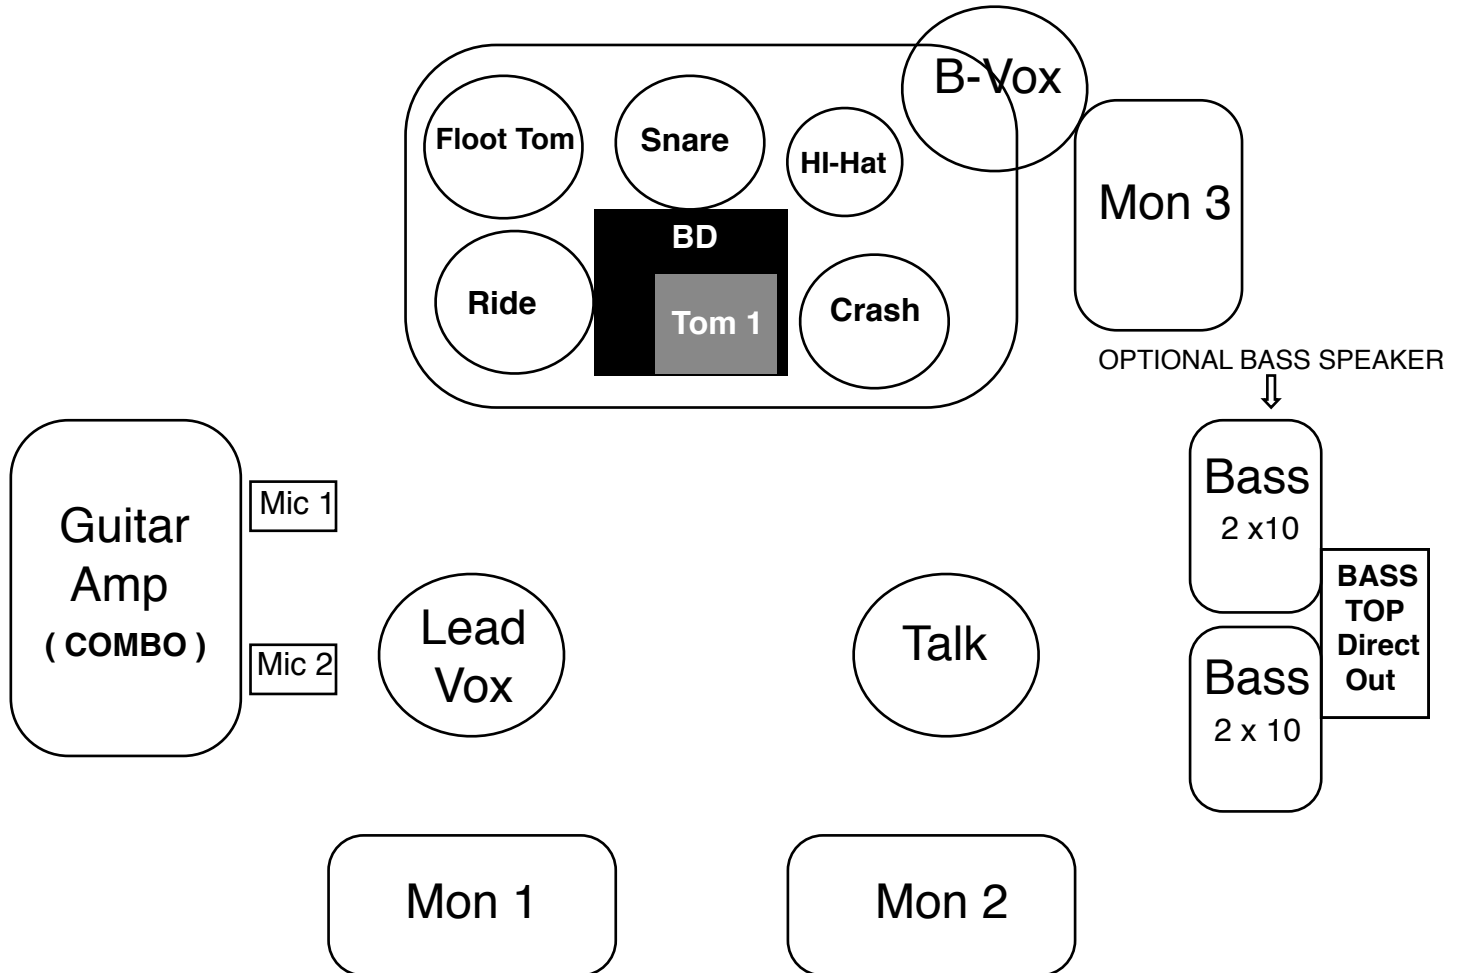 B-Vox
Floot Tom
Snare
HI-Hat
Mon 3
BD
Ride
Tom 1
Crash
OPTIONAL BASS SPEAKER
Guitar
Amp
( COMBO )
Mic 1
Mic 2
Lead
Vox
Talk
Bass
2 x10
BASS
TOP
Direct
Out
Bass
2 x 10
Mon 1
Mon 2